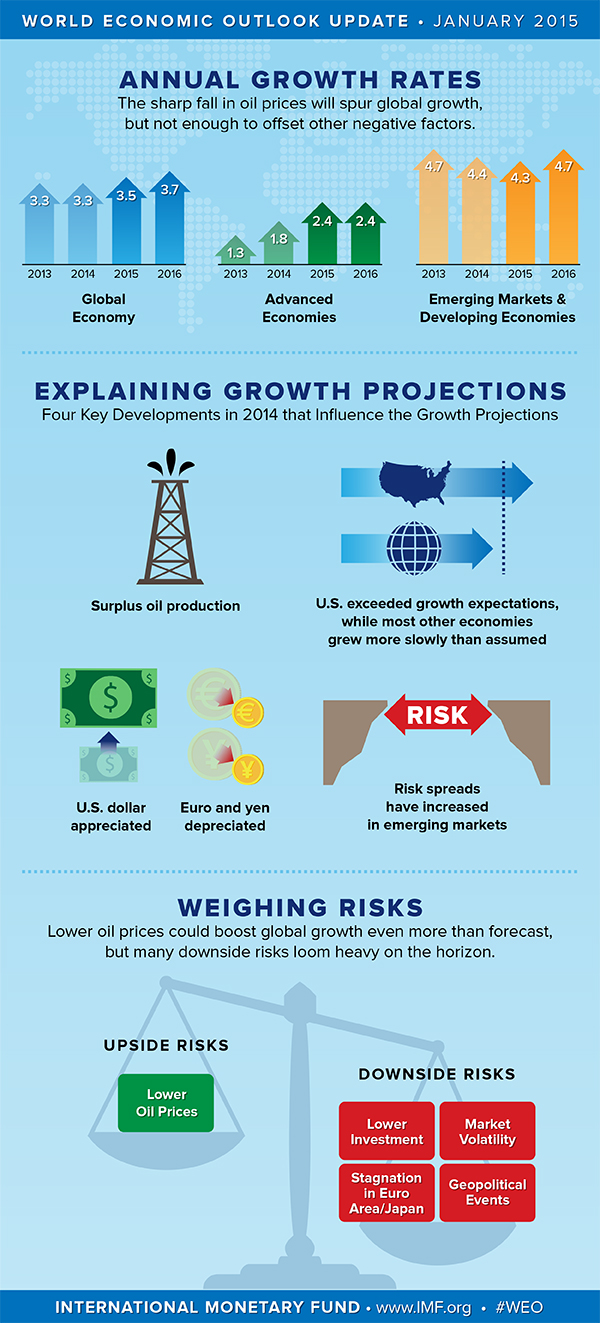 WORLD ECONOMIC OUTLOOK UPDATE • JANUARY 2015
ANNUAL GROWTH RATES
The sharp fall in oil prices will spur global growth,
but not enough to offset other negative factors.
3.3 3.3 3.5 3.7
2013 2014 2015 2016
Global
Economy
1.3 1.8 2.4 2.4
2013 2014 2015 2016
Advanced
Economies
4.7 4.4 4.3 4.7
2013 2014 2015 2016
Emerging Markets &
Developing Economies
EXPLAINING GROWTH PROJECTIONS
Four Key Developments in 2014 that Influence the Growth Projections
Surplus oil production
U.S. exceeded growth expectations,
while most other economies
grew more slowly than assumed
$ $ $ $ $
$
U.S. dollar
appreciated
€ €
¥ ¥
Euro and yen
depreciated
RISK
Risk spreads
have increased
in emerging markets
WEIGHING RISKS
Lower oil prices could boost global growth even more than forecast,
but many downside risks loom heavy on the horizon.
UPSIDE RISKS
Lower
Oil Prices
DOWNSIDE RISKS
Lower
Investment
Market
Volatility
Stagnation
in Euro
Area/Japan
Geopolitical
Events
INTERNATIONAL MONETARY FUND • www.IMF.org • #WEO